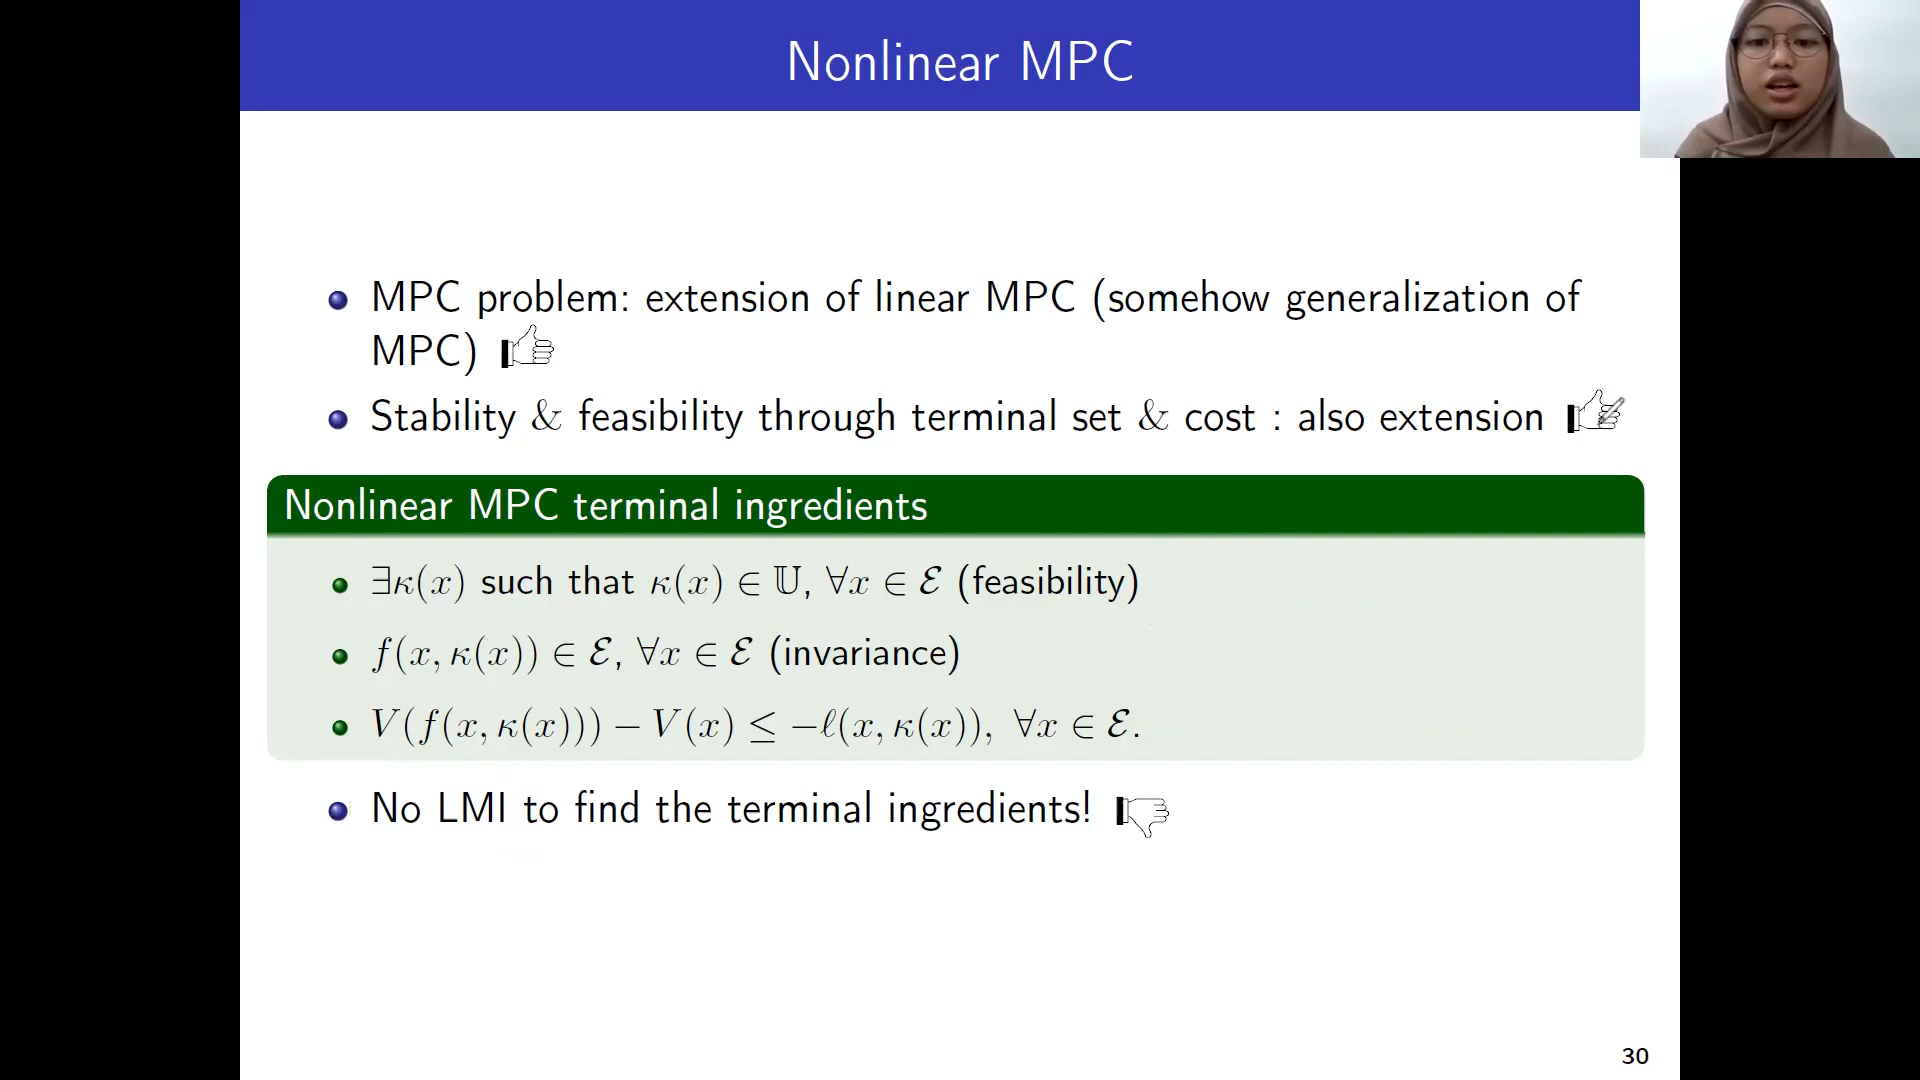 Nonlinear MPC
MPC problem: extension of linear MPC (somehow generalization of
MPC)
Stability & feasibility through terminal set & cost : also extension
Nonlinear MPC terminal ingredients
∃κ(x) such that κ(x) ∈ 𝕌, ∀x ∈ ℰ (feasibility)
f(x, κ(x)) ∈ ℰ, ∀x ∈ ℰ (invariance)
V(f(x, κ(x))) − V(x) ≤ −ℓ(x, κ(x)), ∀x ∈ ℰ.
No LMI to find the terminal ingredients!
30